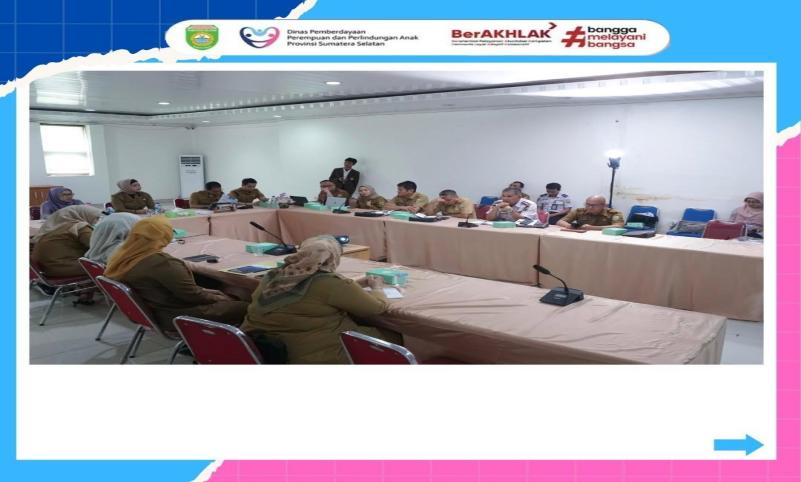 Dinas Pemberdayaan
Perempuan dan Perlindungan Anak
Provinsi Sumatera Selatan
BerAKHLAK
#bangga
melayani
bangsa